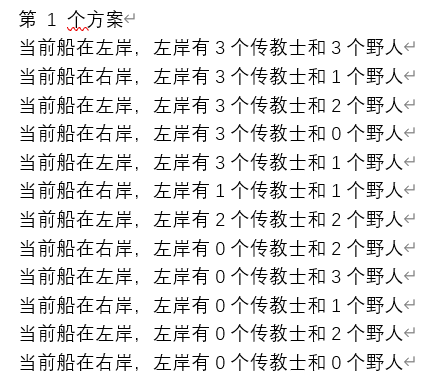 第 1 个方案
当前船在左岸，左岸有 3 个传教士和 3 个野人
当前船在右岸，左岸有 3 个传教士和 1 个野人
当前船在左岸，左岸有 3 个传教士和 2 个野人
当前船在右岸，左岸有 3 个传教士和 0 个野人
当前船在左岸，左岸有 3 个传教士和 1 个野人
当前船在右岸，左岸有 1 个传教士和 1 个野人
当前船在左岸，左岸有 2 个传教士和 2 个野人
当前船在右岸，左岸有 0 个传教士和 2 个野人
当前船在左岸，左岸有 0 个传教士和 3 个野人
当前船在右岸，左岸有 0 个传教士和 1 个野人
当前船在左岸，左岸有 0 个传教士和 2 个野人
当前船在右岸，左岸有 0 个传教士和 0 个野人